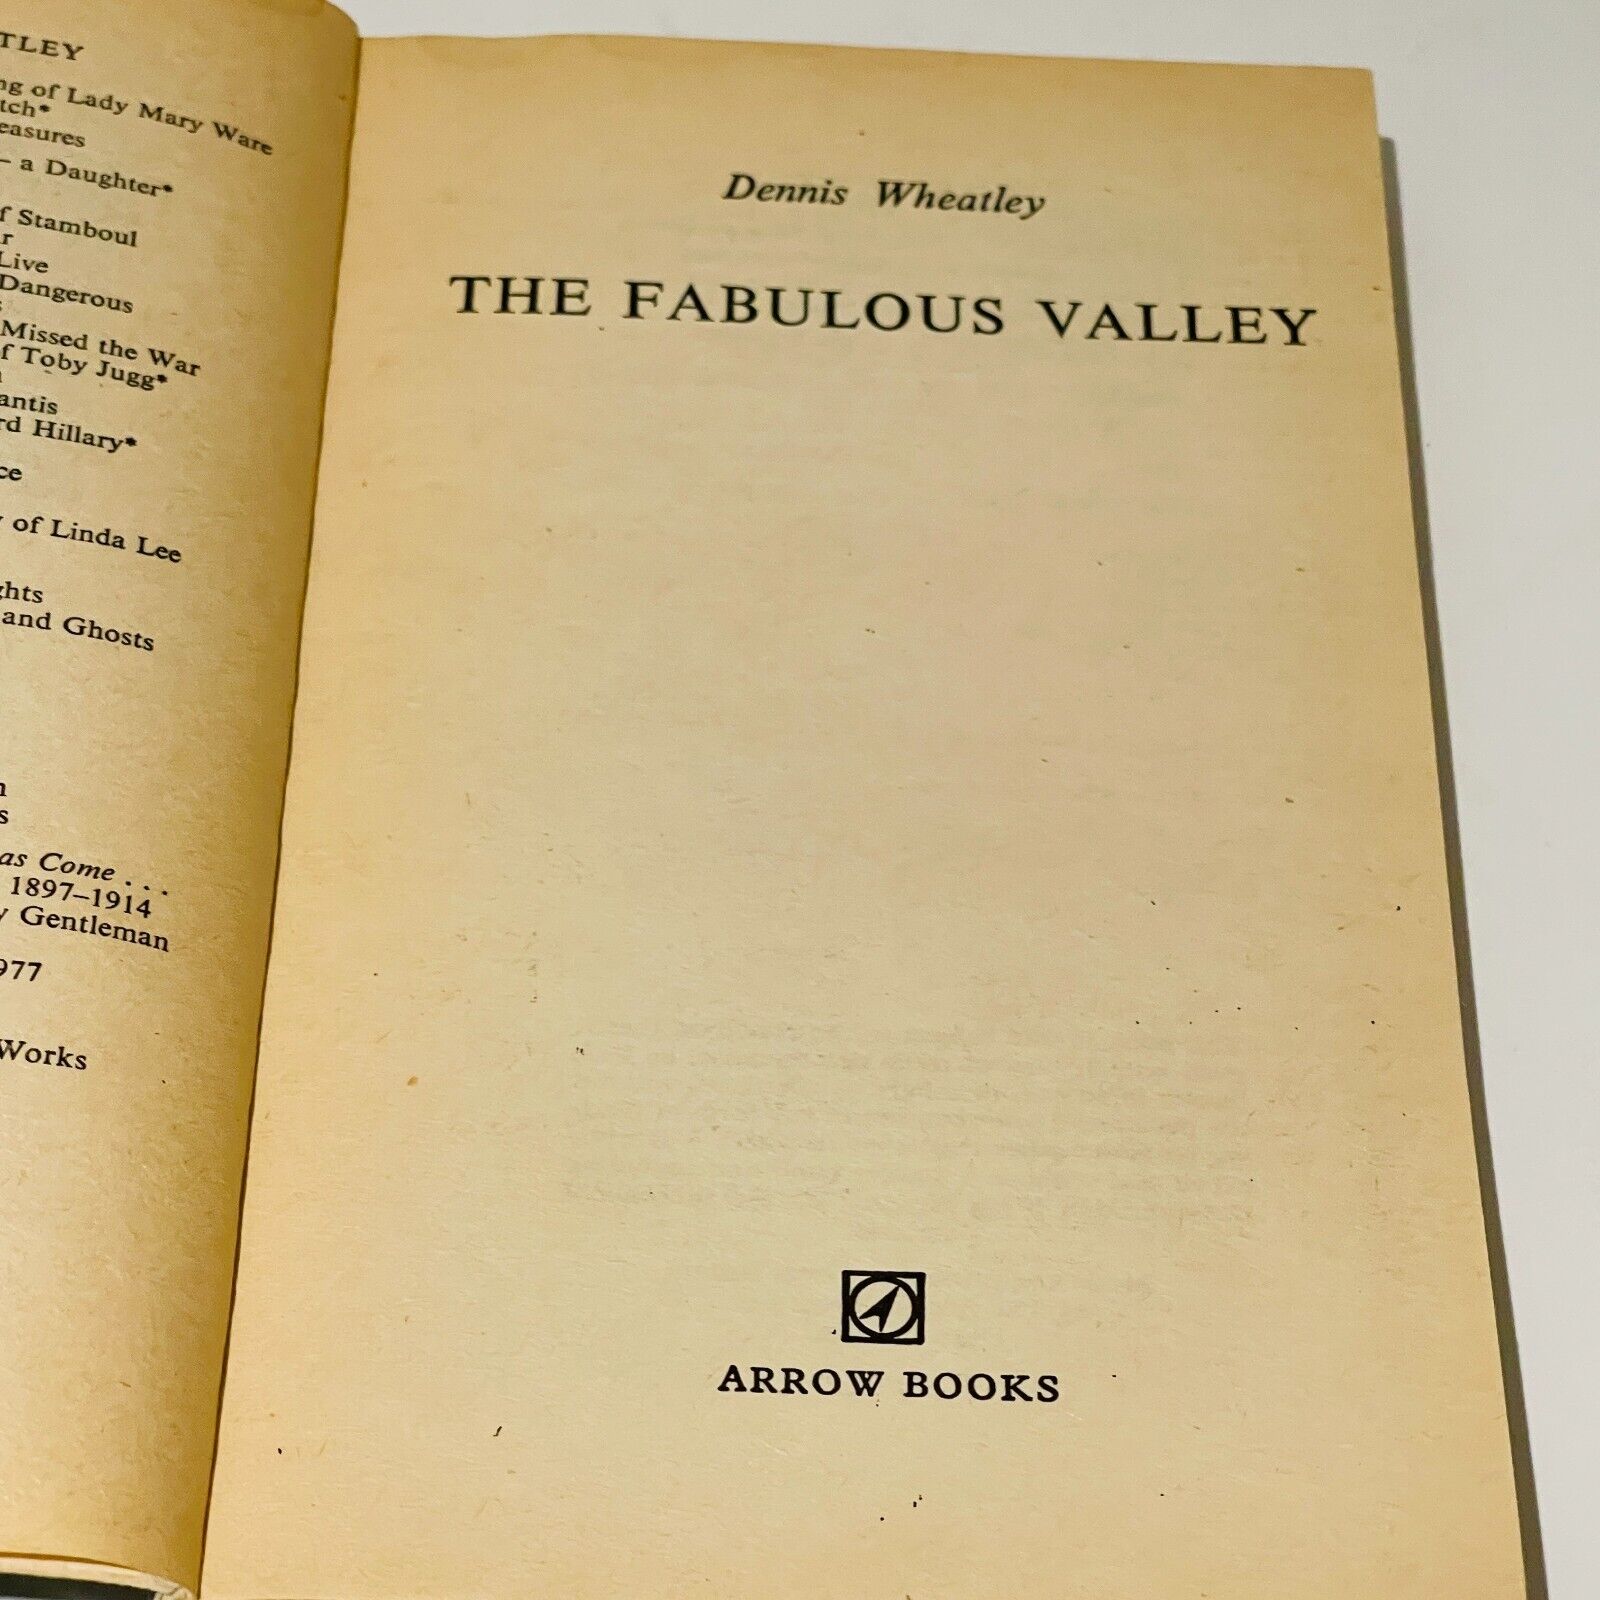 TLEY
ng of Lady Mary Ware
tch*
easures
– a Daughter*
f Stamboul
r
Live
Dangerous
s
Missed the War
f Toby Jugg*
n
antis
rd Hillary*
ce
y of Linda Lee
ghts
and Ghosts
n
s
as Come . . .
1897–1914
y Gentleman
977
Works
Dennis Wheatley
THE FABULOUS VALLEY
ARROW BOOKS